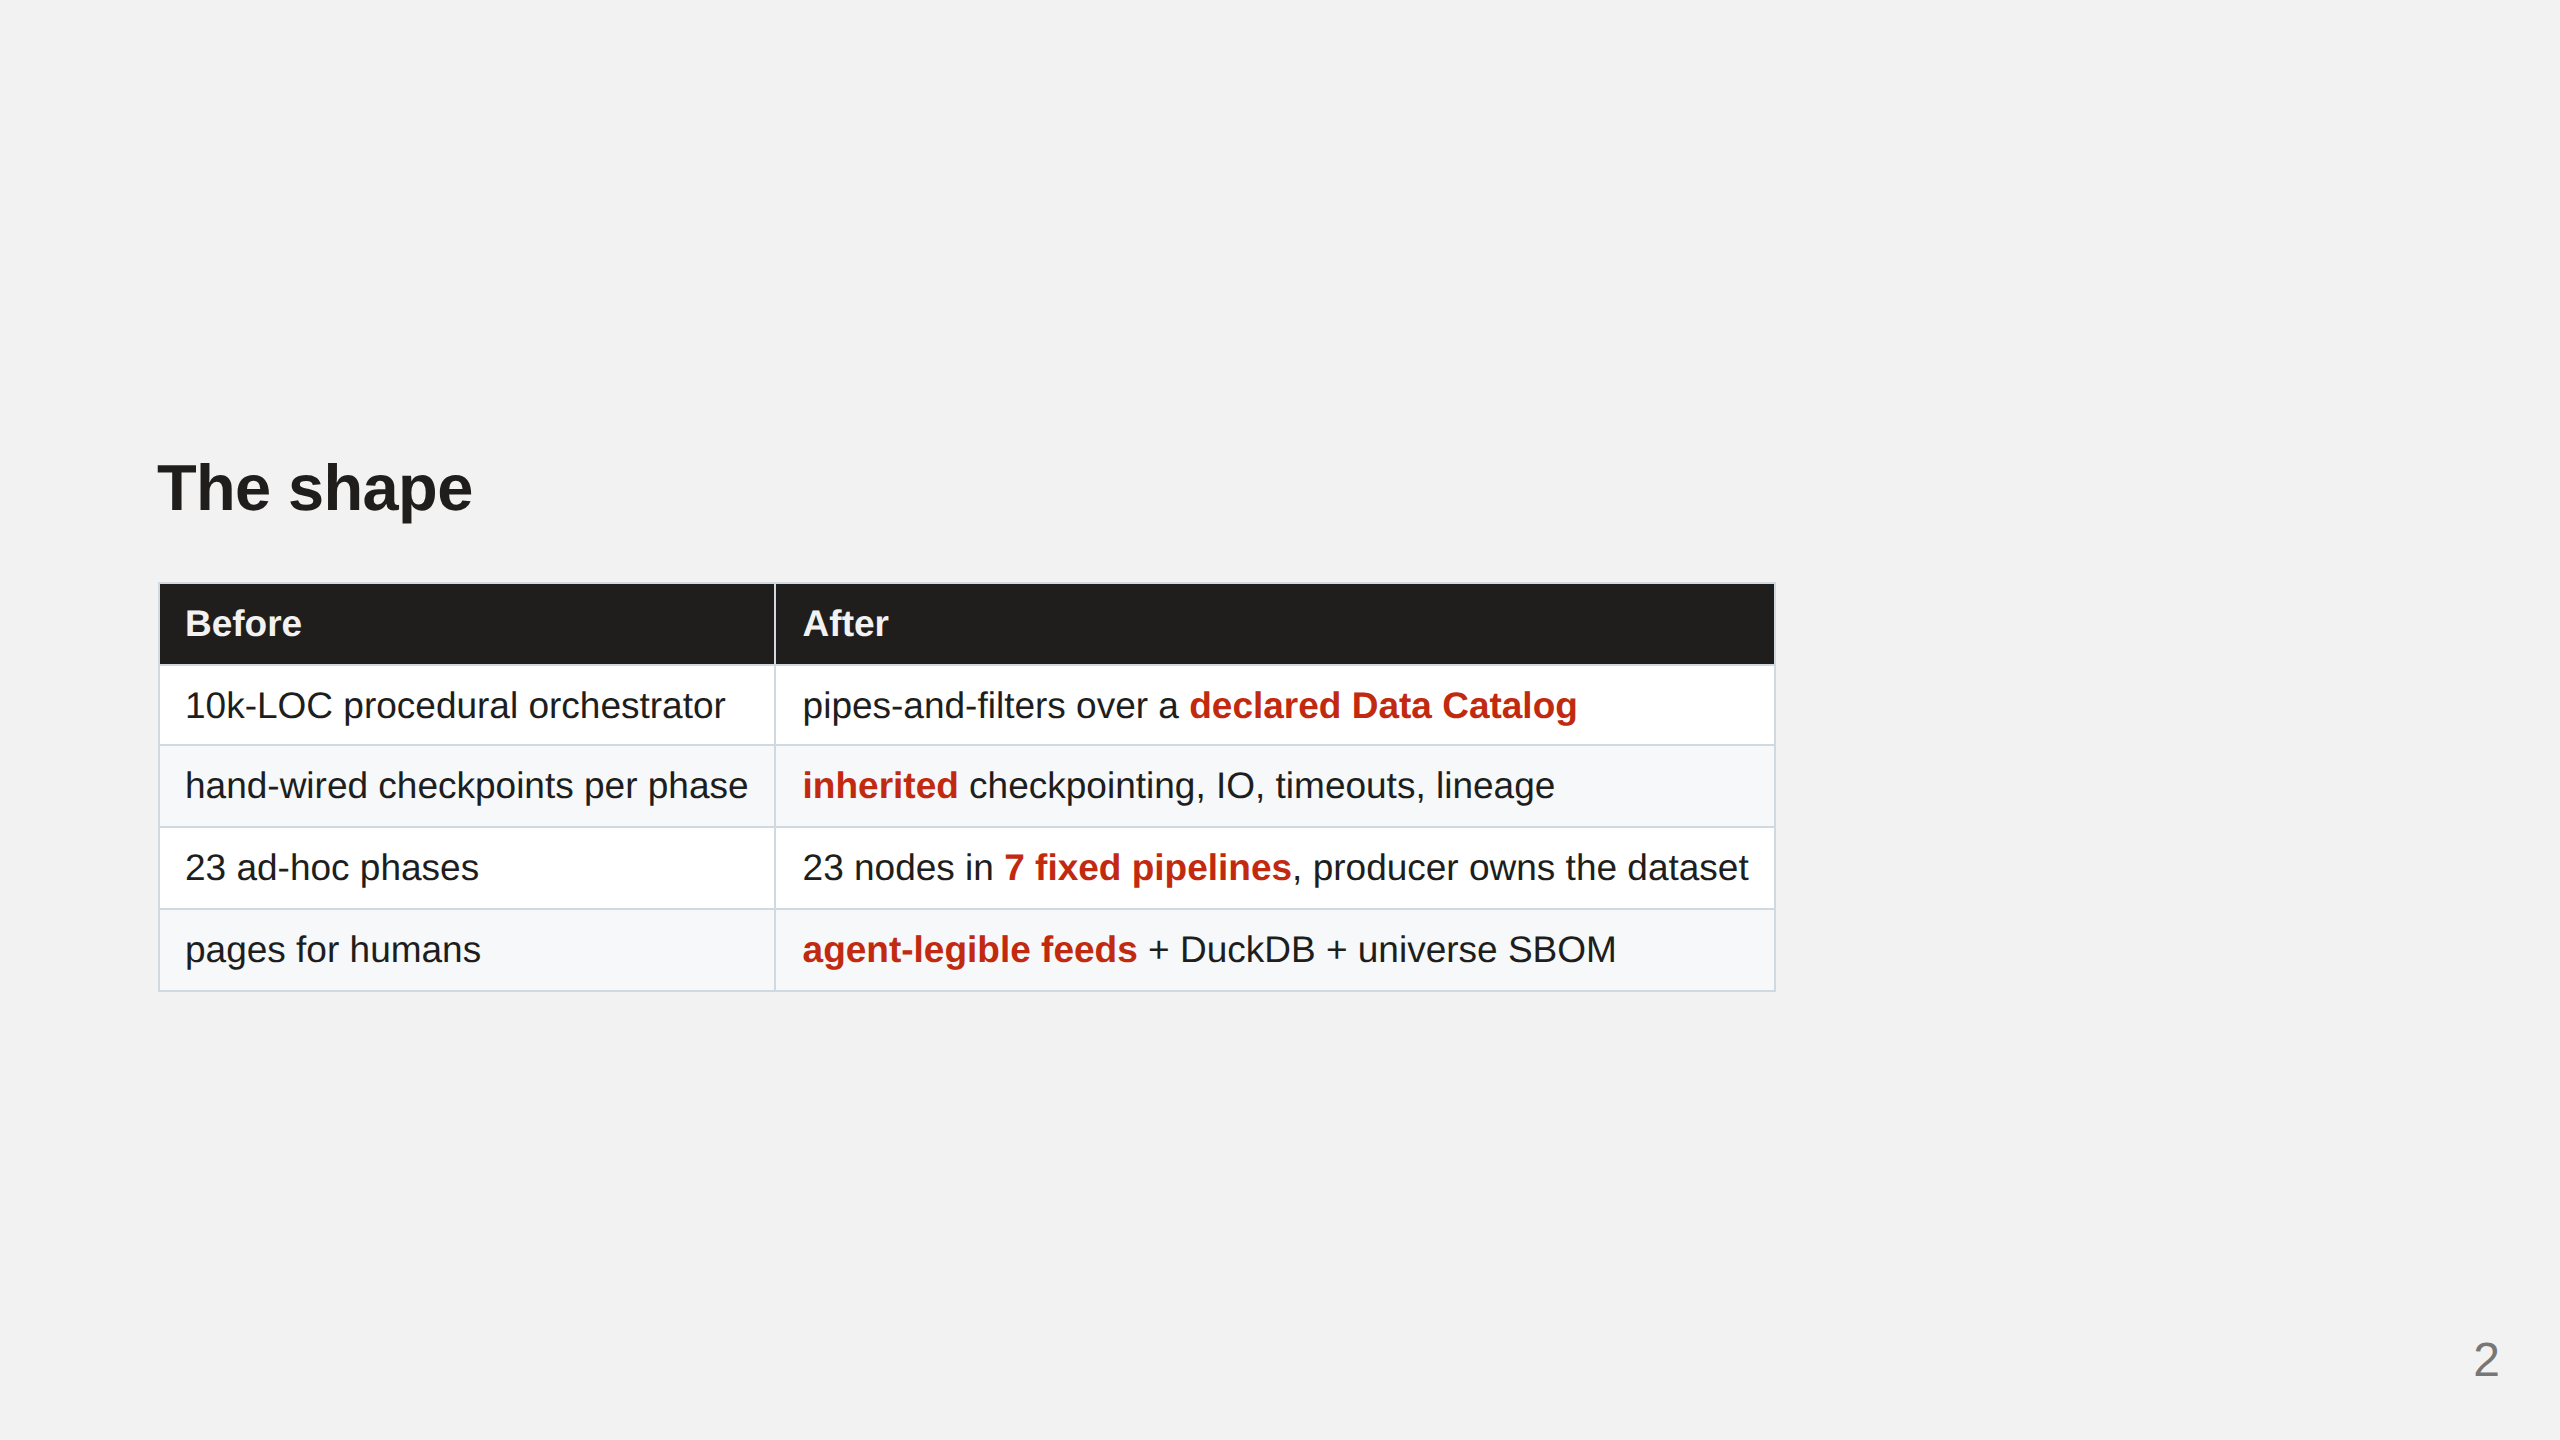 The shape
Before After
10k-LOC procedural orchestrator pipes-and-filters over a declared Data Catalog
hand-wired checkpoints per phase inherited checkpointing, IO, timeouts, lineage
23 ad-hoc phases 23 nodes in 7 fixed pipelines, producer owns the dataset
pages for humans agent-legible feeds + DuckDB + universe SBOM
2